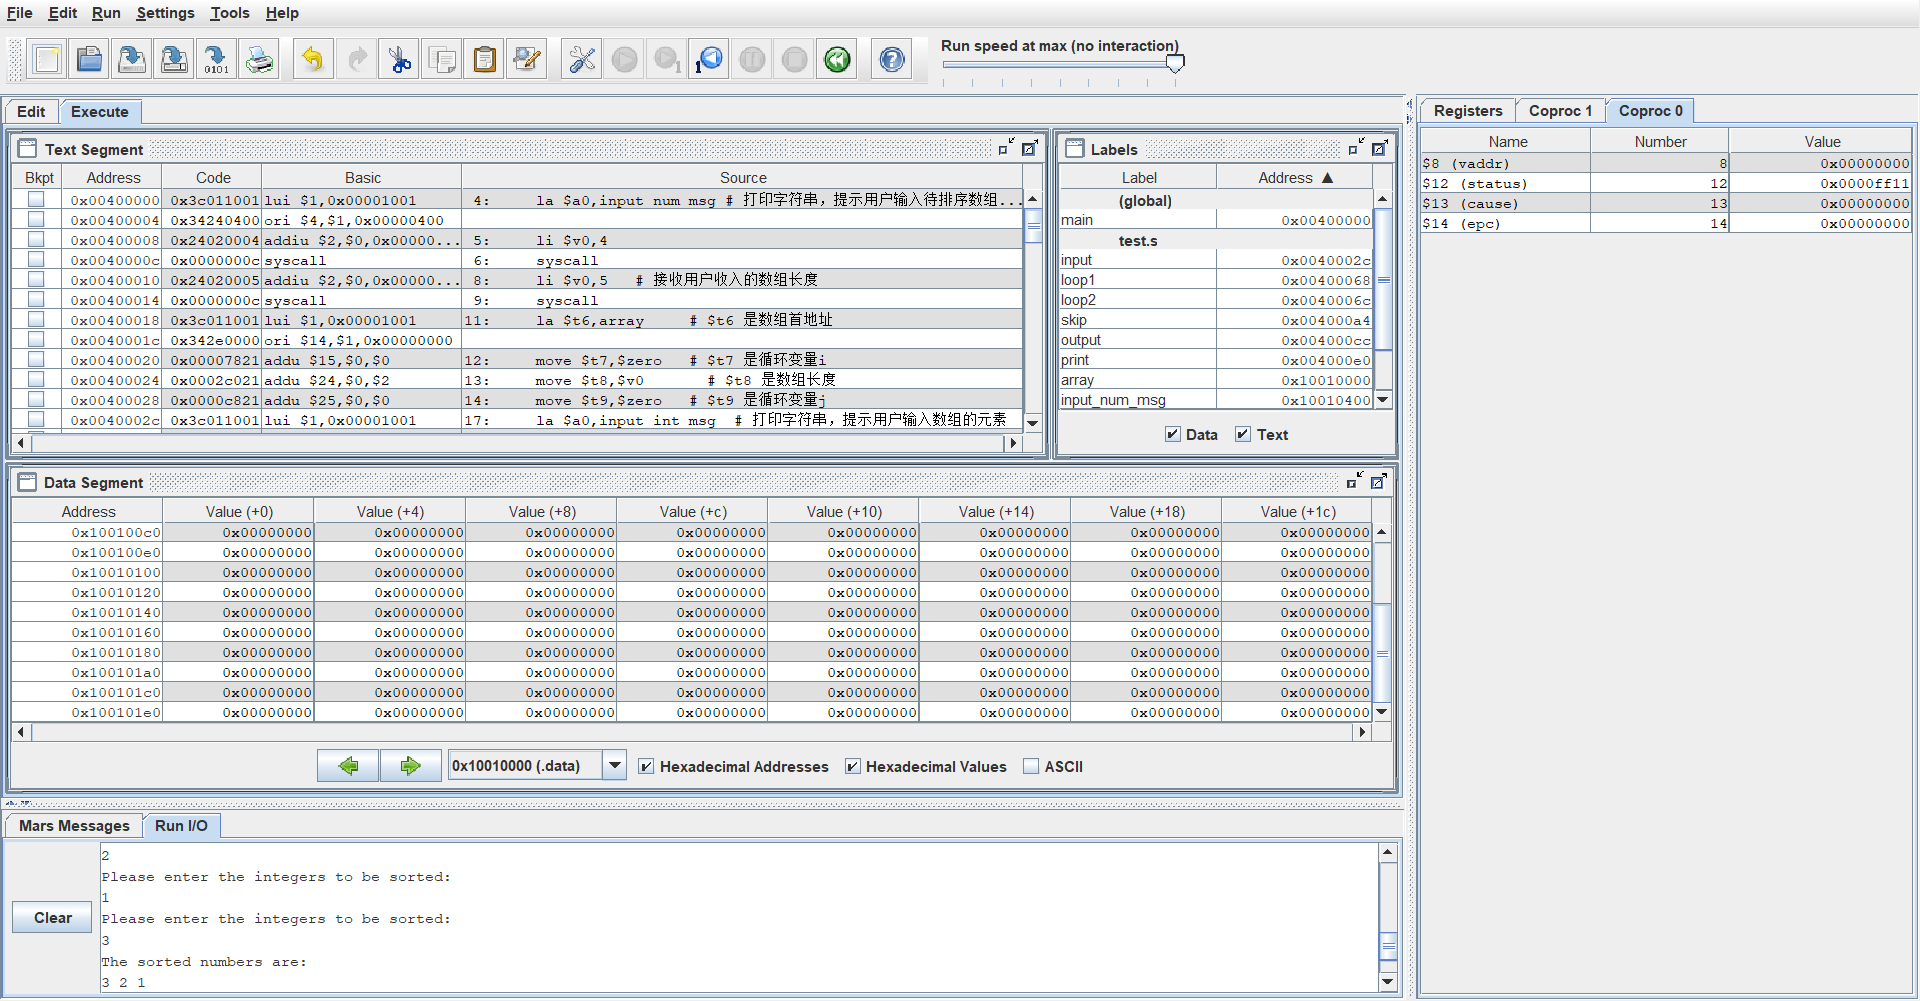 File Edit Run Settings Tools Help
Run speed at max (no interaction)
Edit Execute
Text Segment
Bkpt Address Code Basic Source
0x00400000 0x3c011001 lui $1,0x00001001 4: la $a0,input_num_msg # 打印字符串，提示用户输入待排序数组...
0x00400004 0x34240400 ori $4,$1,0x00000400
0x00400008 0x24020004 addiu $2,$0,0x00000... 5: li $v0,4
0x0040000c 0x0000000c syscall 6: syscall
0x00400010 0x24020005 addiu $2,$0,0x00000... 8: li $v0,5 # 接收用户收入的数组长度
0x00400014 0x0000000c syscall 9: syscall
0x00400018 0x3c011001 lui $1,0x00001001 11: la $t6,array # $t6 是数组首地址
0x0040001c 0x342e0000 ori $14,$1,0x00000000
0x00400020 0x00007821 addu $15,$0,$0 12: move $t7,$zero # $t7 是循环变量i
0x00400024 0x0002c021 addu $24,$0,$2 13: move $t8,$v0 # $t8 是数组长度
0x00400028 0x0000c821 addu $25,$0,$0 14: move $t9,$zero # $t9 是循环变量j
0x0040002c 0x3c011001 lui $1,0x00001001 17: la $a0,input_int_msg # 打印字符串，提示用户输入数组的元素
Labels
Label Address ▲
(global)
main 0x00400000
test.s
input 0x0040002c
loop1 0x00400068
loop2 0x0040006c
skip 0x004000a4
output 0x004000cc
print 0x004000e0
array 0x10010000
input_num_msg 0x10010400
Data Text
Registers Coproc 1 Coproc 0
Name Number Value
$8 (vaddr) 8 0x00000000
$12 (status) 12 0x0000ff11
$13 (cause) 13 0x00000000
$14 (epc) 14 0x00000000
Data Segment
Address Value (+0) Value (+4) Value (+8) Value (+c) Value (+10) Value (+14) Value (+18) Value (+1c)
0x100100c0 0x00000000 0x00000000 0x00000000 0x00000000 0x00000000 0x00000000 0x00000000 0x00000000
0x100100e0 0x00000000 0x00000000 0x00000000 0x00000000 0x00000000 0x00000000 0x00000000 0x00000000
0x10010100 0x00000000 0x00000000 0x00000000 0x00000000 0x00000000 0x00000000 0x00000000 0x00000000
0x10010120 0x00000000 0x00000000 0x00000000 0x00000000 0x00000000 0x00000000 0x00000000 0x00000000
0x10010140 0x00000000 0x00000000 0x00000000 0x00000000 0x00000000 0x00000000 0x00000000 0x00000000
0x10010160 0x00000000 0x00000000 0x00000000 0x00000000 0x00000000 0x00000000 0x00000000 0x00000000
0x10010180 0x00000000 0x00000000 0x00000000 0x00000000 0x00000000 0x00000000 0x00000000 0x00000000
0x100101a0 0x00000000 0x00000000 0x00000000 0x00000000 0x00000000 0x00000000 0x00000000 0x00000000
0x100101c0 0x00000000 0x00000000 0x00000000 0x00000000 0x00000000 0x00000000 0x00000000 0x00000000
0x100101e0 0x00000000 0x00000000 0x00000000 0x00000000 0x00000000 0x00000000 0x00000000 0x00000000
0x10010000 (.data) Hexadecimal Addresses Hexadecimal Values ASCII
Mars Messages Run I/O
Clear
2
Please enter the integers to be sorted:
1
Please enter the integers to be sorted:
3
The sorted numbers are:
3 2 1